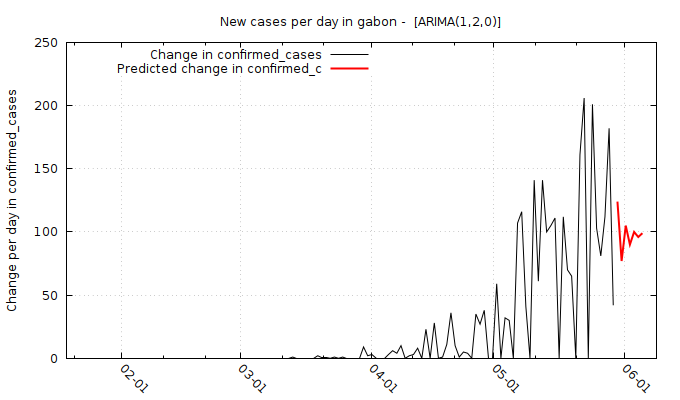 New cases per day in gabon -  [ARIMA(1,2,0)]
Change in confirmed_cases
Predicted change in confirmed_c
Change per day in confirmed_cases
250
200
150
100
50
0
02-01
03-01
04-01
05-01
06-01